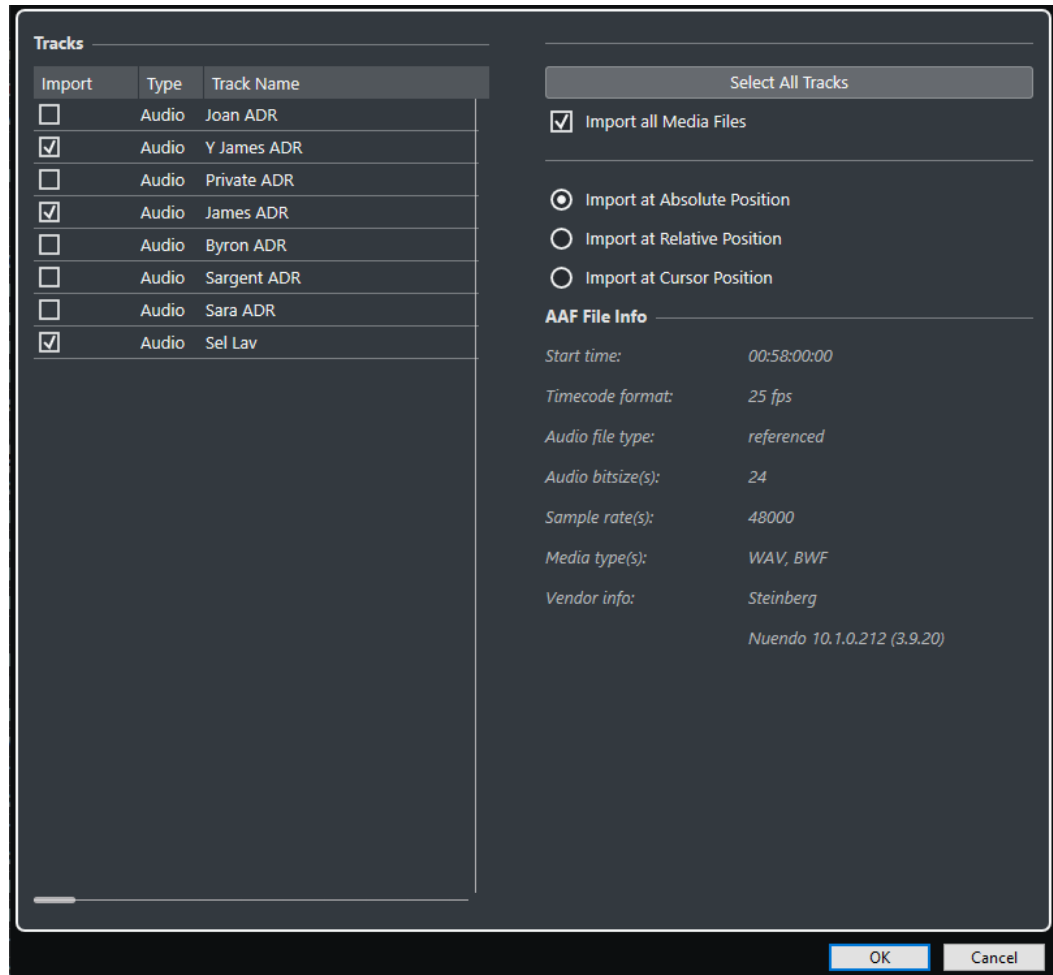 Tracks
Import Type Track Name
Audio Joan ADR
Audio Y James ADR
Audio Private ADR
Audio James ADR
Audio Byron ADR
Audio Sargent ADR
Audio Sara ADR
Audio Sel Lav
Select All Tracks
Import all Media Files
Import at Absolute Position
Import at Relative Position
Import at Cursor Position
AAF File Info
Start time: 00:58:00:00
Timecode format: 25 fps
Audio file type: referenced
Audio bitsize(s): 24
Sample rate(s): 48000
Media type(s): WAV, BWF
Vendor info: Steinberg
Nuendo 10.1.0.212 (3.9.20)
OK Cancel